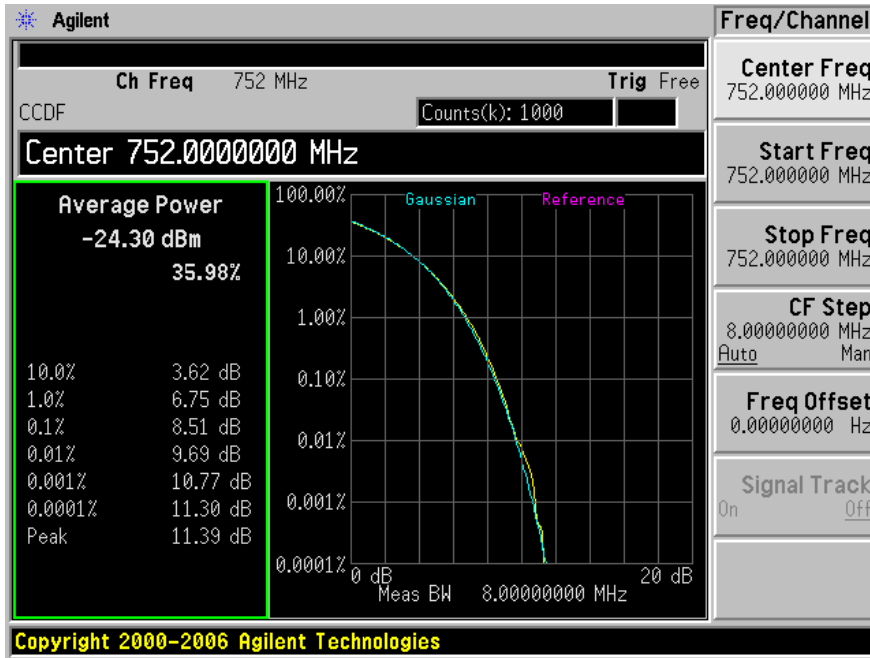 Agilent
Freq/Channel
Ch Freq 752 MHz Trig Free
CCDF Counts(k): 1000
Center 752.0000000 MHz
Average Power
-24.30 dBm
35.98%
10.0% 3.62 dB
1.0% 6.75 dB
0.1% 8.51 dB
0.01% 9.69 dB
0.001% 10.77 dB
0.0001% 11.30 dB
Peak 11.39 dB
Gaussian Reference
100.00%
10.00%
1.00%
0.10%
0.01%
0.001%
0.0001%
0 dB 20 dB
Meas BW 8.00000000 MHz
Center Freq
752.000000 MHz
Start Freq
752.000000 MHz
Stop Freq
752.000000 MHz
CF Step
8.00000000 MHz
Auto Man
Freq Offset
0.00000000 Hz
Signal Track
On Off
Copyright 2000-2006 Agilent Technologies